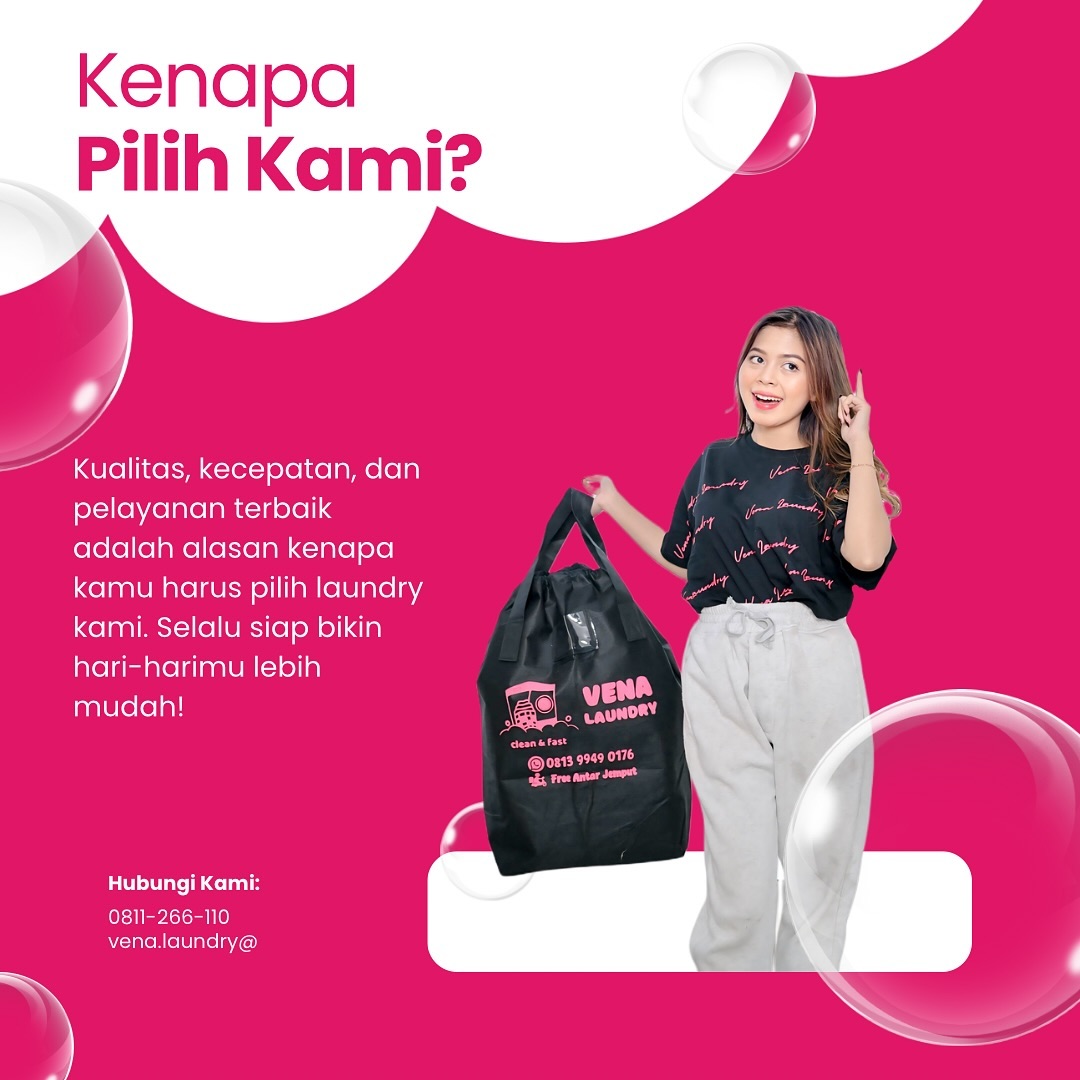 Kenapa
Pilih Kami?
Kualitas, kecepatan, dan
pelayanan terbaik
adalah alasan kenapa
kamu harus pilih laundry
kami. Selalu siap bikin
hari-harimu lebih
mudah!
VENA
LAUNDRY
clean & fast
0813 9949 0176
Free Antar Jemput
Hubungi Kami:
0811-266-110
vena.laundry@